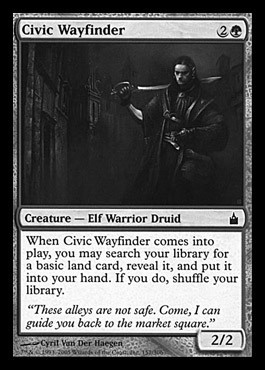 Civic Wayfinder 2
Creature — Elf Warrior Druid
When Civic Wayfinder comes into
play, you may search your library for
a basic land card, reveal it, and put it
into your hand. If you do, shuffle your
library.
“These alleys are not safe. Come, I can
guide you back to the market square.”
Cyril Van Der Haegen
2/2